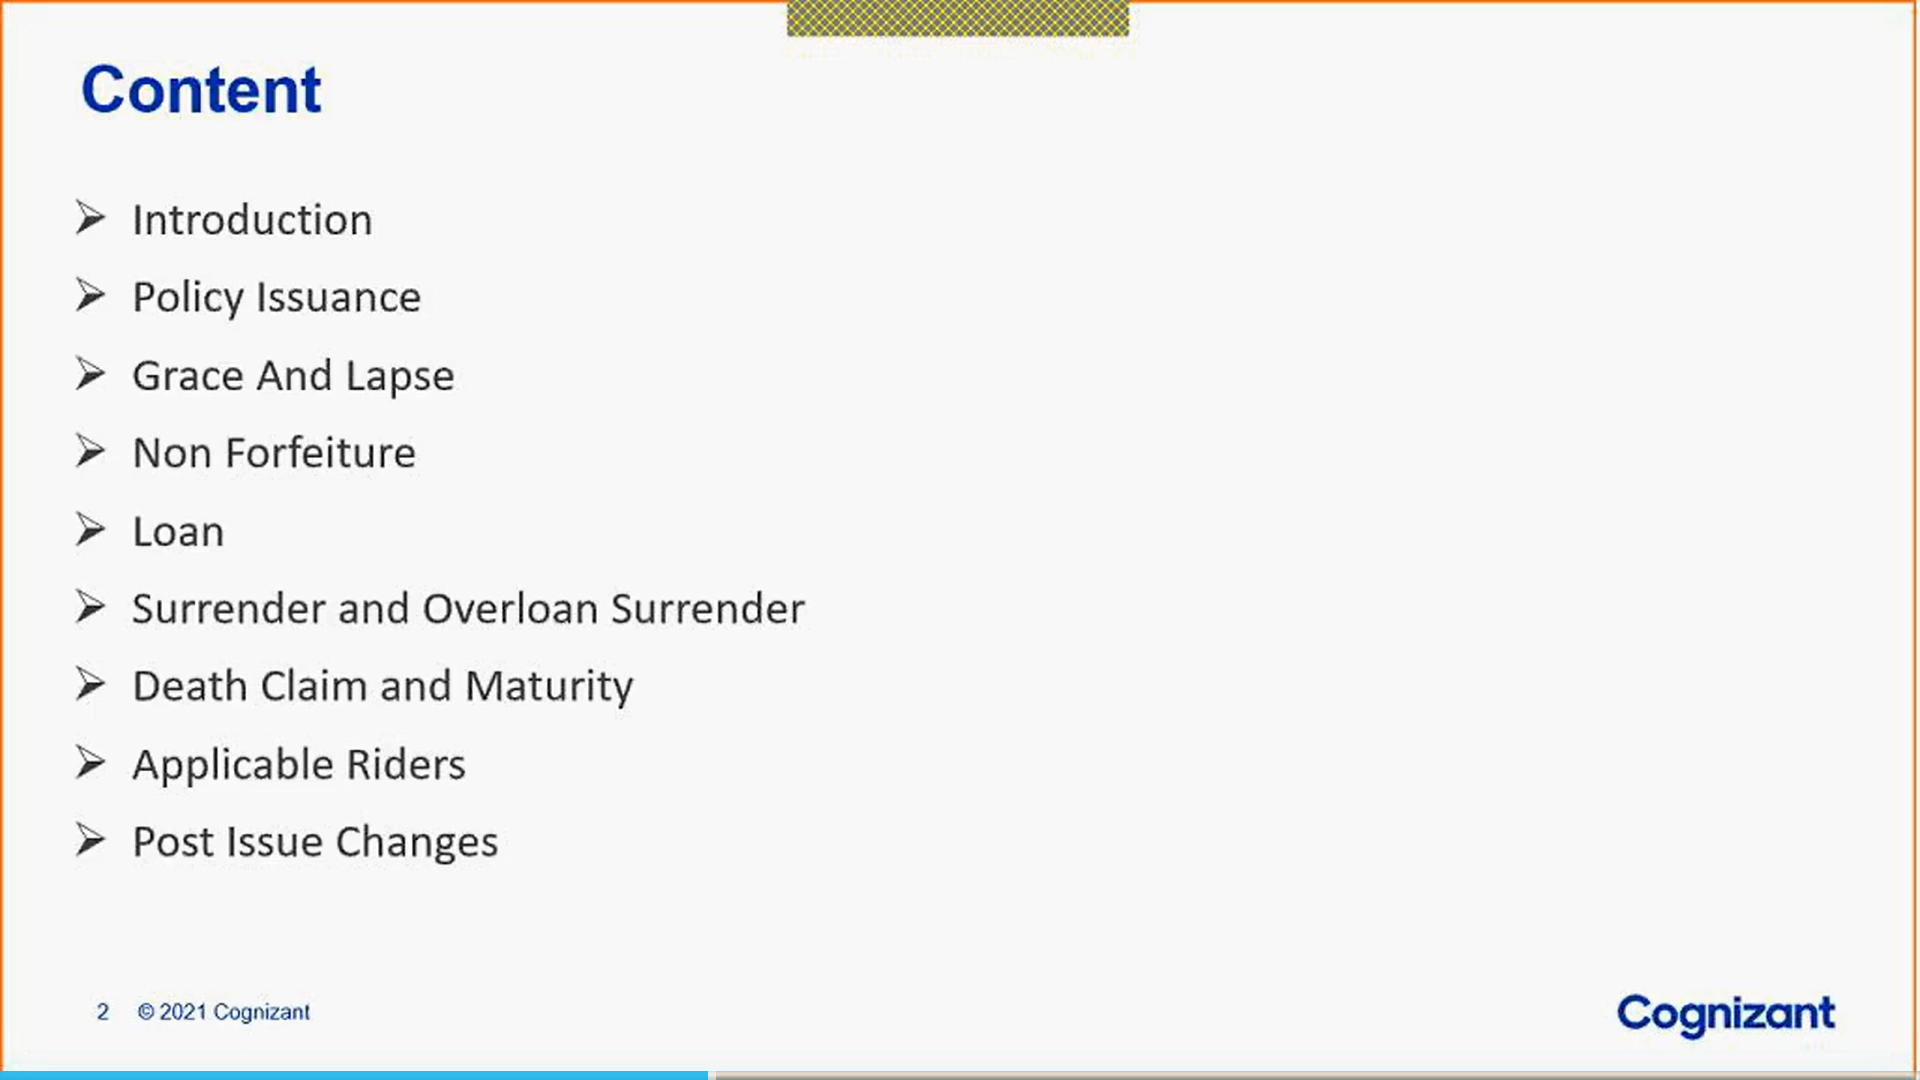 Content
Introduction
Policy Issuance
Grace And Lapse
Non Forfeiture
Loan
Surrender and Overloan Surrender
Death Claim and Maturity
Applicable Riders
Post Issue Changes
2 © 2021 Cognizant
Cognizant